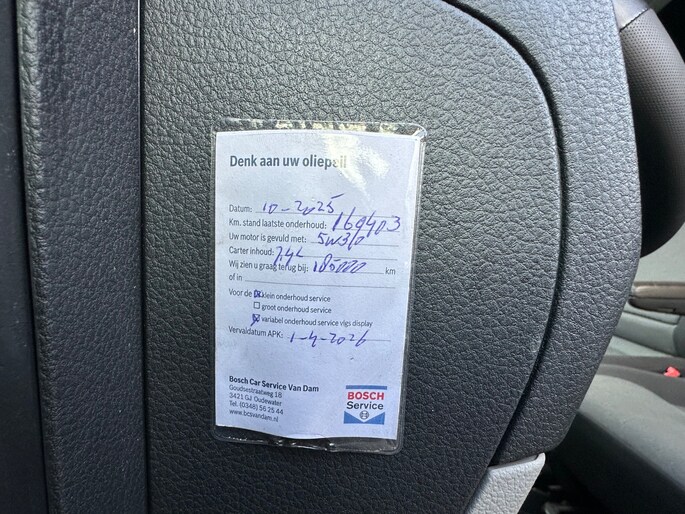 Denk aan uw oliepeil
Datum: 10-2025
Km. stand laatste onderhoud: 169403
Uw motor is gevuld met: 5W30
Carter inhoud: 7,4L
Wij zien u graag terug bij: 185000 km
of in
Voor de klein onderhoud service
groot onderhoud service
variabel onderhoud service vlgs display
Vervaldatum APK: 1-4-2026
Bosch Car Service Van Dam
Goudsestraatweg 18
3421 GJ Oudewater
Tel. (0348) 56 25 44
www.bcsvandam.nl
BOSCH
Service